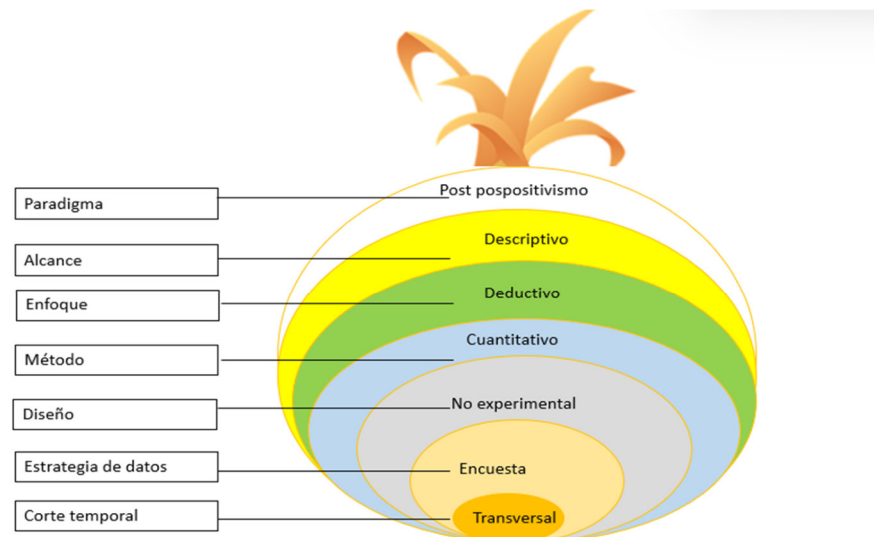 Paradigma
Post pospositivismo
Alcance
Descriptivo
Enfoque
Deductivo
Método
Cuantitativo
Diseño
No experimental
Estrategia de datos
Encuesta
Corte temporal
Transversal